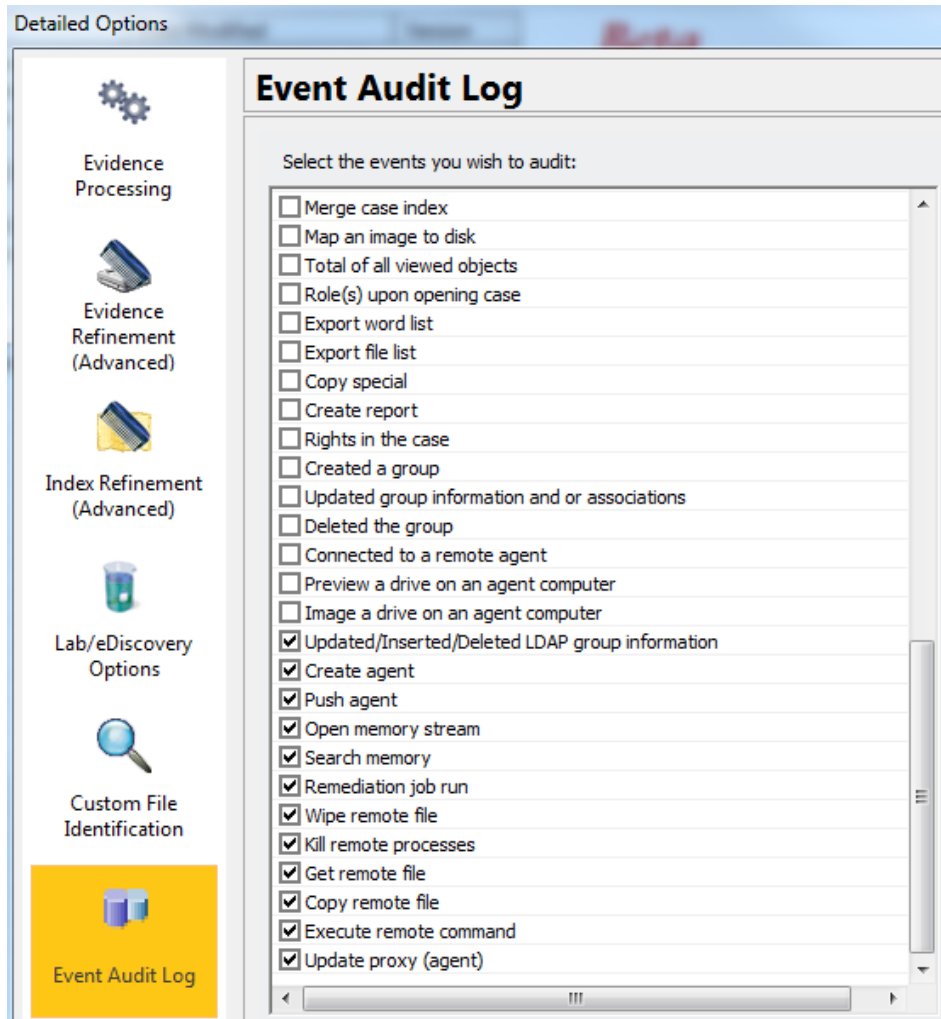 Detailed Options
Beta
Evidence
Processing
Evidence
Refinement
(Advanced)
Index Refinement
(Advanced)
Lab/eDiscovery
Options
Custom File
Identification
Event Audit Log
Event Audit Log
Select the events you wish to audit:
Merge case index
Map an image to disk
Total of all viewed objects
Role(s) upon opening case
Export word list
Export file list
Copy special
Create report
Rights in the case
Created a group
Updated group information and or associations
Deleted the group
Connected to a remote agent
Preview a drive on an agent computer
Image a drive on an agent computer
Updated/Inserted/Deleted LDAP group information
Create agent
Push agent
Open memory stream
Search memory
Remediation job run
Wipe remote file
Kill remote processes
Get remote file
Copy remote file
Execute remote command
Update proxy (agent)